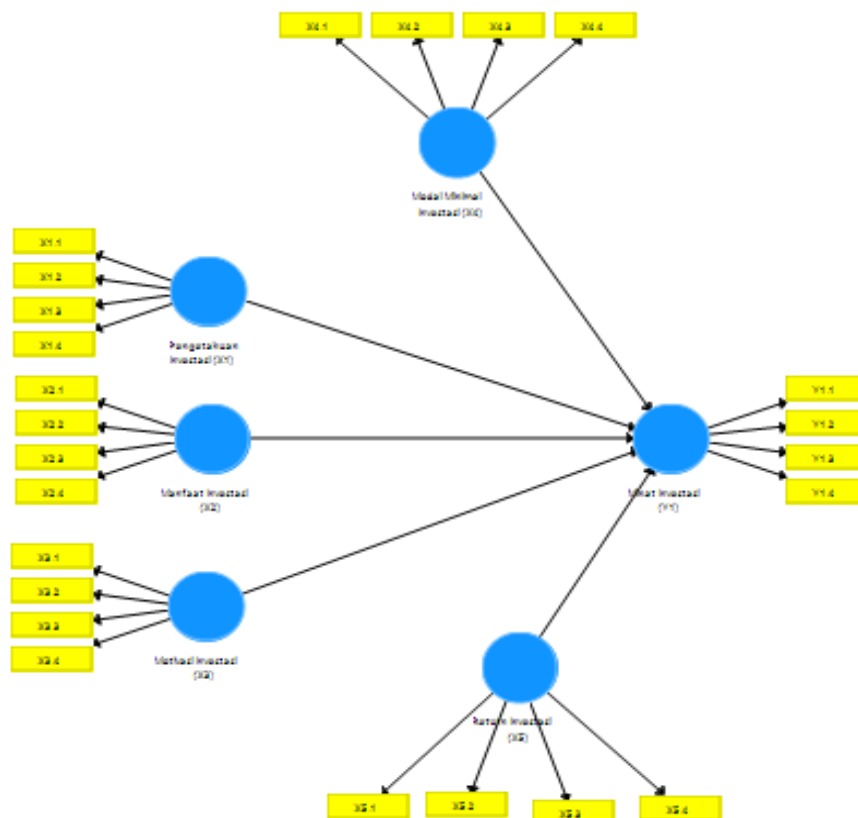 X4.1 X4.2 X4.3 X4.4
Modal Minimal
Investasi (X4)
X1.1
X1.2
X1.3
X1.4
Pengetahuan
Investasi (X1)
X2.1
X2.2
X2.3
X2.4
Manfaat Investasi
(X2)
Y1.1
Y1.2
Y1.3
Y1.4
Minat Investasi
(Y1)
X3.1
X3.2
X3.3
X3.4
Motivasi Investasi
(X3)
Return Investasi
(X5)
X5.1 X5.2 X5.3 X5.4